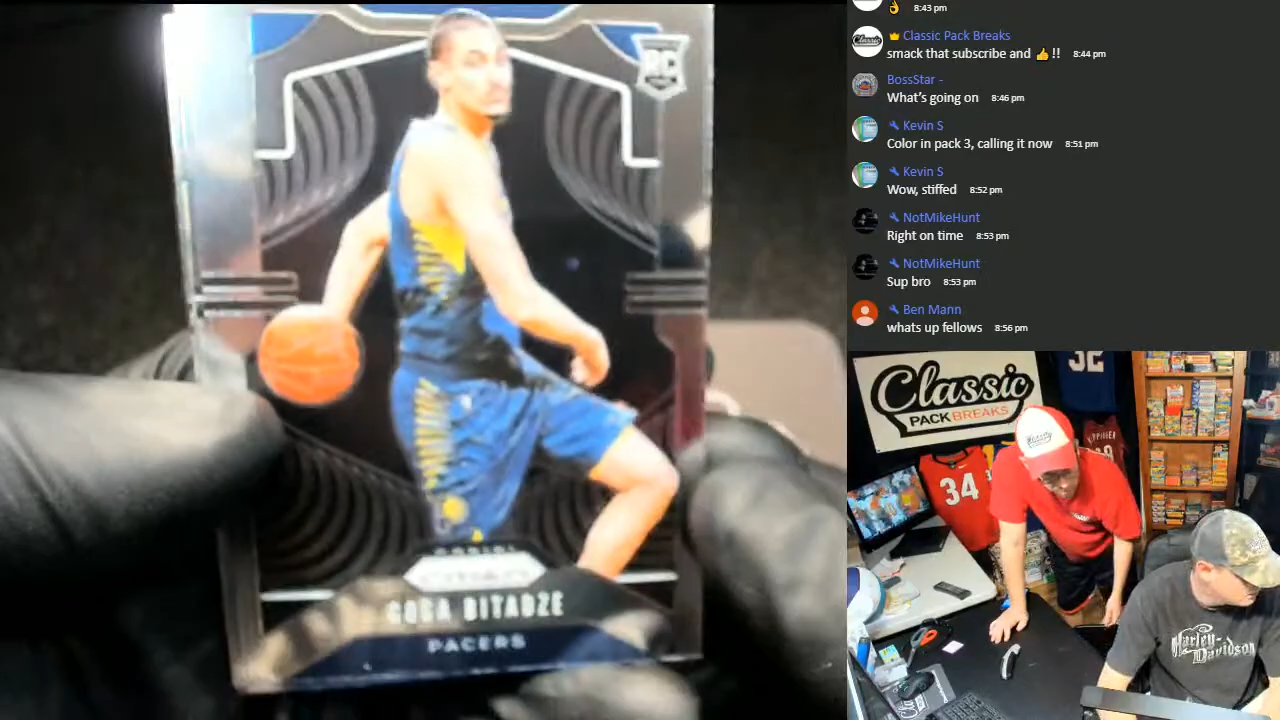 RC
GOGA BITADZE
PACERS
8:43 pm
Classic Pack Breaks
smack that subscribe and 👍 !! 8:44 pm
BossStar -
What's going on 8:46 pm
Kevin S
Color in pack 3, calling it now 8:51 pm
Kevin S
Wow, stiffed 8:52 pm
NotMikeHunt
Right on time 8:53 pm
NotMikeHunt
Sup bro 8:53 pm
Ben Mann
whats up fellows 8:56 pm
Classic
PACK BREAKS
32
34
Harley-
Davidson